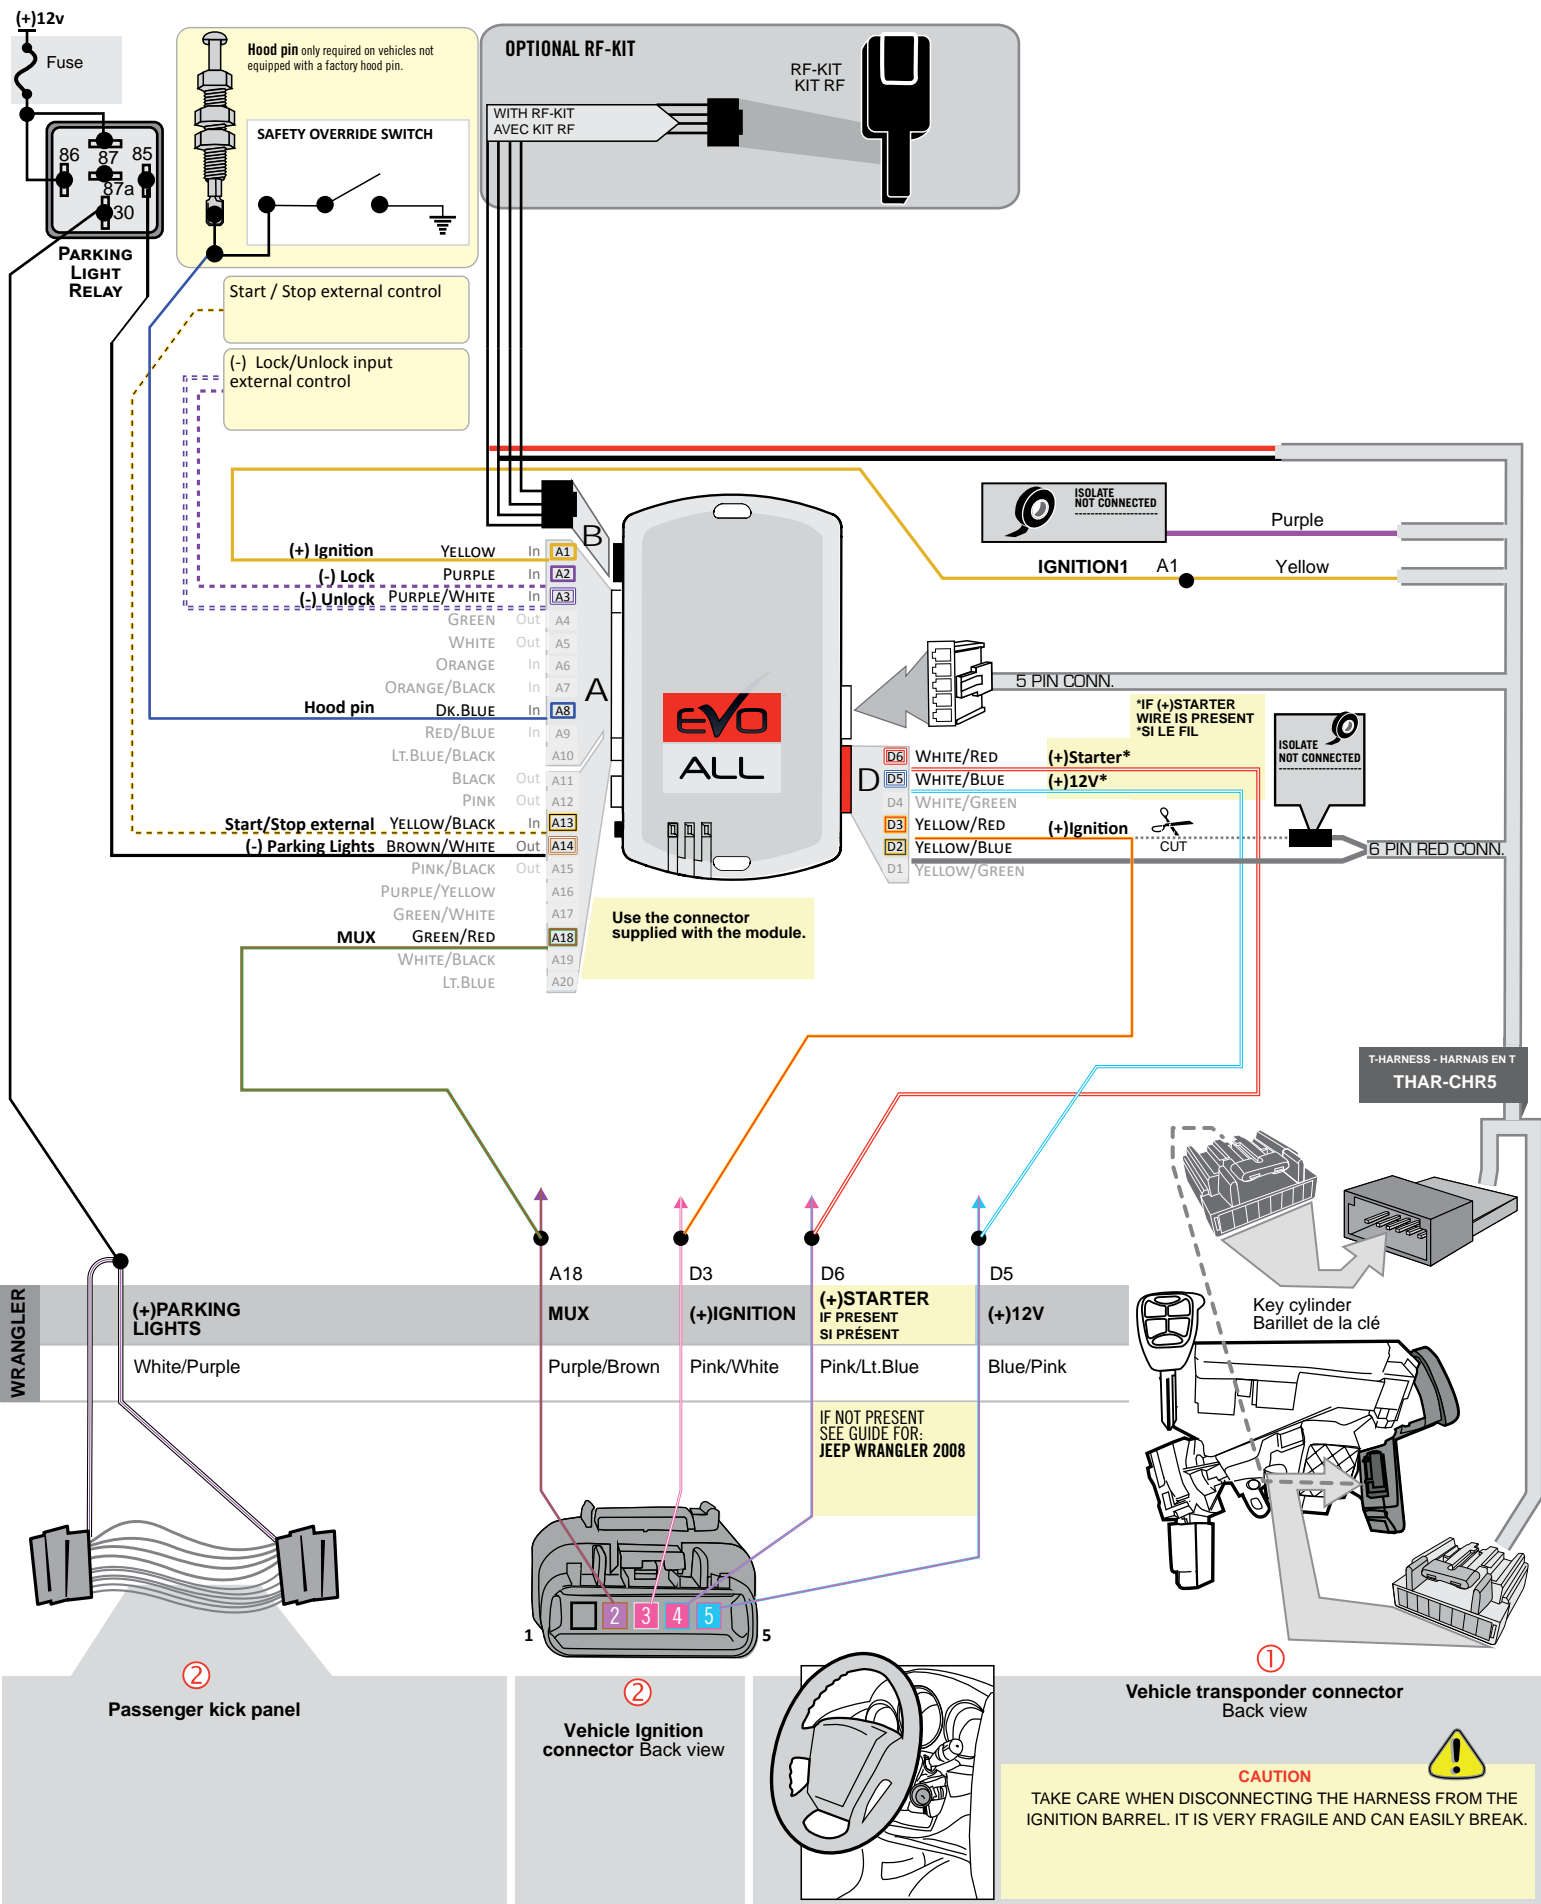 (+)12v
Fuse
86
87
85
87a
30
PARKING
LIGHT
RELAY
Hood pin only required on vehicles not
equipped with a factory hood pin.
SAFETY OVERRIDE SWITCH
OPTIONAL RF-KIT
RF-KIT
KIT RF
WITH RF-KIT
AVEC KIT RF
Start / Stop external control
(-) Lock/Unlock input
external control
ISOLATE
NOT CONNECTED
Purple
IGNITION1 A1 Yellow
B
A
(+) Ignition YELLOW In A1
(-) Lock PURPLE In A2
(-) Unlock PURPLE/WHITE In A3
GREEN Out A4
WHITE Out A5
ORANGE In A6
ORANGE/BLACK In A7
Hood pin DK.BLUE In A8
RED/BLUE In A9
LT.BLUE/BLACK A10
BLACK Out A11
PINK Out A12
Start/Stop external YELLOW/BLACK In A13
(-) Parking Lights BROWN/WHITE Out A14
PINK/BLACK Out A15
PURPLE/YELLOW A16
GREEN/WHITE A17
MUX GREEN/RED A18
WHITE/BLACK A19
LT.BLUE A20
EVO
ALL
Use the connector
supplied with the module.
5 PIN CONN.
*IF (+)STARTER
WIRE IS PRESENT
*SI LE FIL
ISOLATE
NOT CONNECTED
D
D6 WHITE/RED (+)Starter*
D5 WHITE/BLUE (+)12V*
D4 WHITE/GREEN
D3 YELLOW/RED (+)Ignition
CUT
D2 YELLOW/BLUE
D1 YELLOW/GREEN
6 PIN RED CONN.
T-HARNESS - HARNAIS EN T
THAR-CHR5
Key cylinder
Barillet de la clé
A18 D3 D6 D5
WRANGLER
(+)PARKING
LIGHTS
MUX
(+)IGNITION
(+)STARTER
IF PRESENT
SI PRÉSENT
(+)12V
White/Purple
Purple/Brown
Pink/White
Pink/Lt.Blue
Blue/Pink
IF NOT PRESENT
SEE GUIDE FOR:
JEEP WRANGLER 2008
2 3 4 5
1
5
2
Passenger kick panel
2
Vehicle Ignition
connector Back view
1
Vehicle transponder connector
Back view
!
CAUTION
TAKE CARE WHEN DISCONNECTING THE HARNESS FROM THE
IGNITION BARREL. IT IS VERY FRAGILE AND CAN EASILY BREAK.